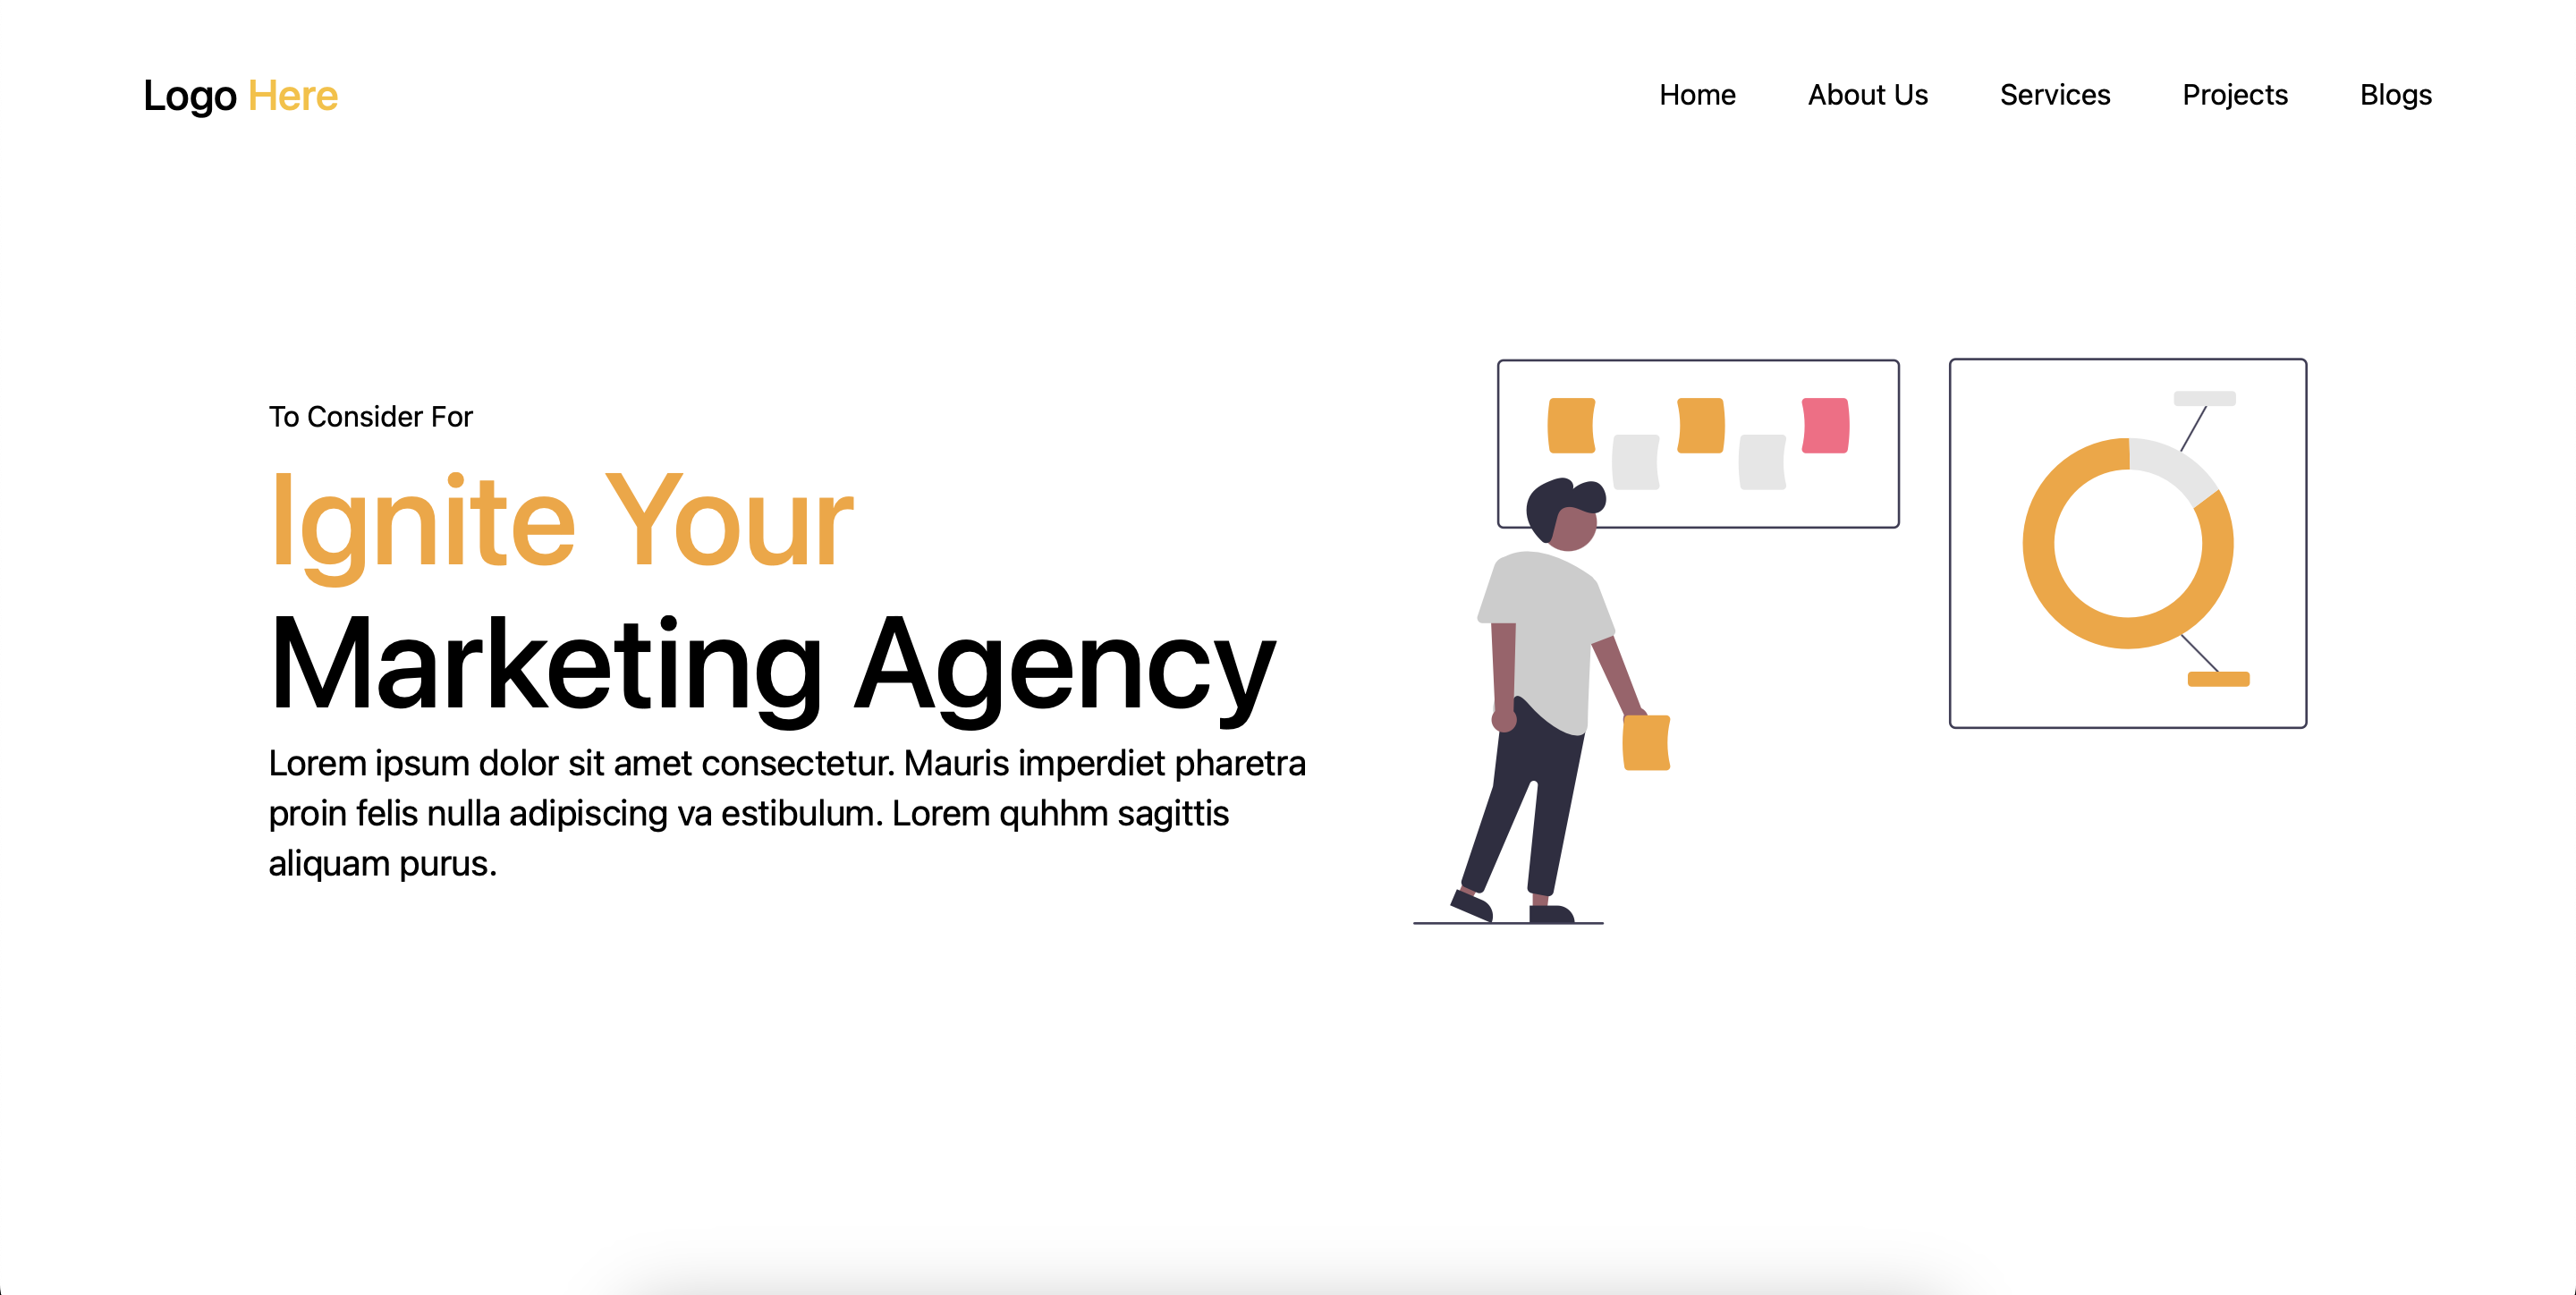 Logo Here
Home About Us Services Projects Blogs
To Consider For
Ignite Your
Marketing Agency
Lorem ipsum dolor sit amet consectetur. Mauris imperdiet pharetra
proin felis nulla adipiscing va estibulum. Lorem quhhm sagittis
aliquam purus.